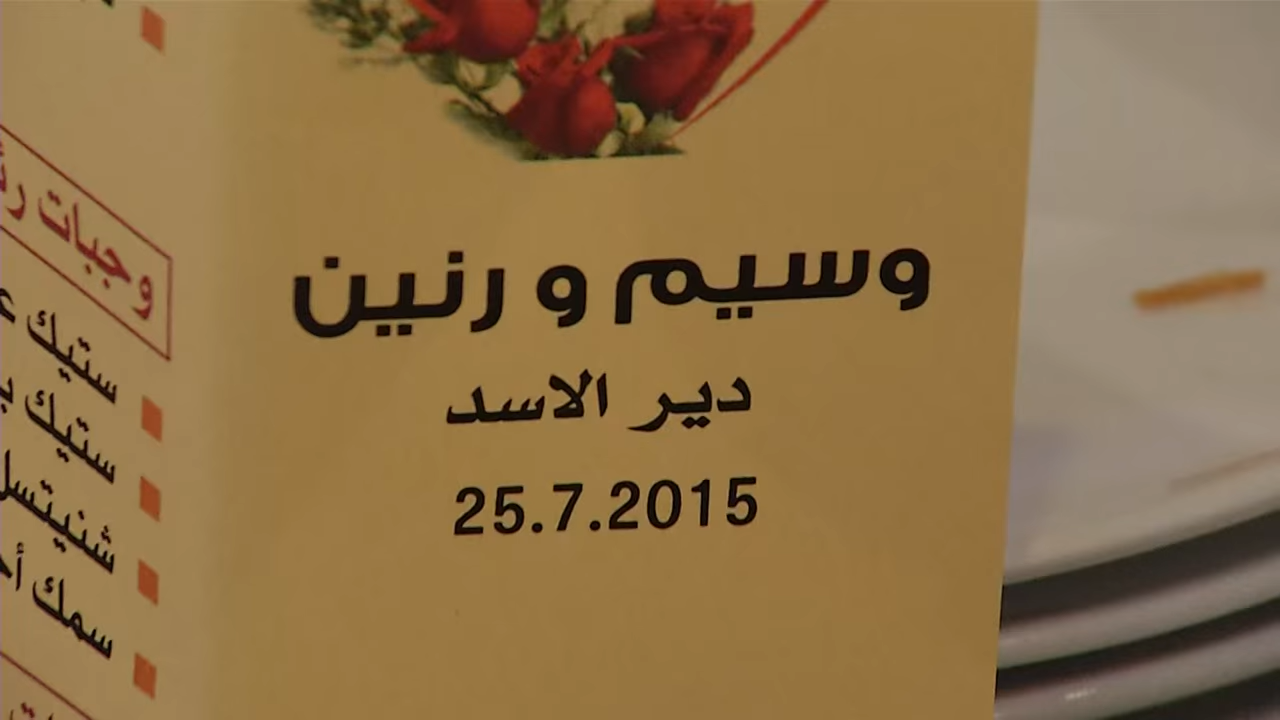 وسيم و رنين
دير الاسد
25.7.2015
وجبات
ستيك
ستيك
شنيتسل
سمك